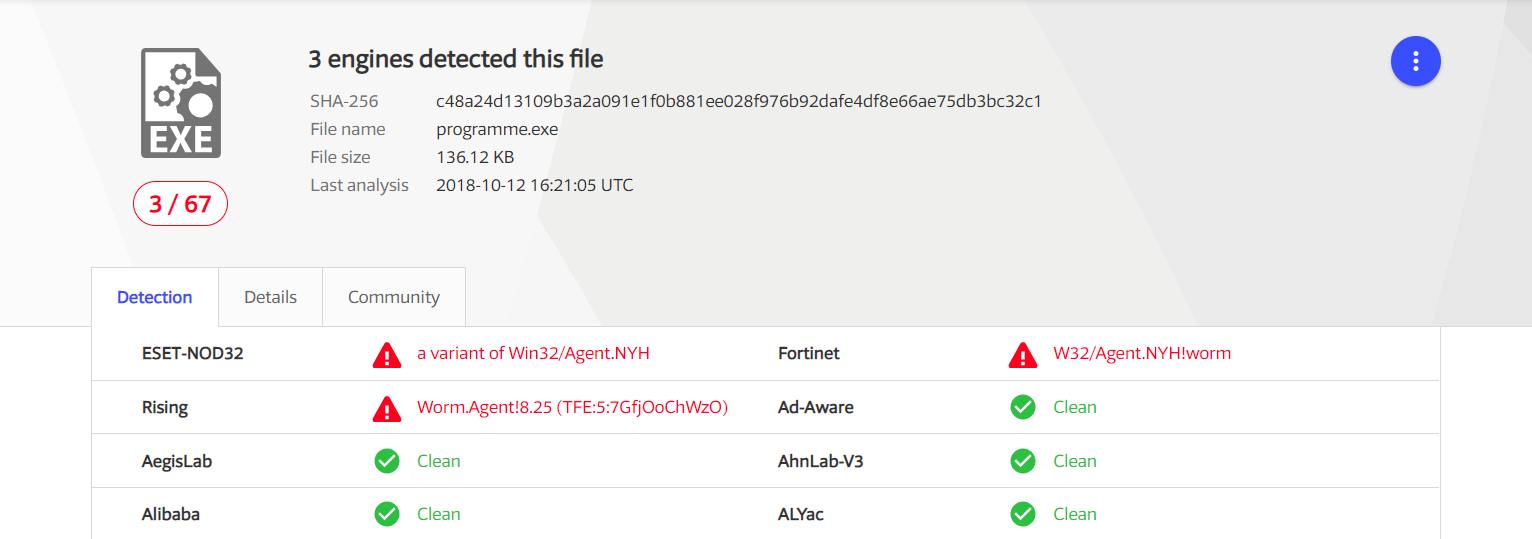 3 engines detected this file
SHA-256 c48a24d13109b3a2a091e1f0b881ee028f976b92dafe4df8e66ae75db3bc32c1
File name programme.exe
File size 136.12 KB
Last analysis 2018-10-12 16:21:05 UTC
EXE
3 / 67
Detection Details Community
ESET-NOD32 a variant of Win32/Agent.NYH Fortinet W32/Agent.NYH!worm
Rising Worm.Agent!8.25 (TFE:5:7GfjOoChWzO) Ad-Aware Clean
AegisLab Clean AhnLab-V3 Clean
Alibaba Clean ALYac Clean